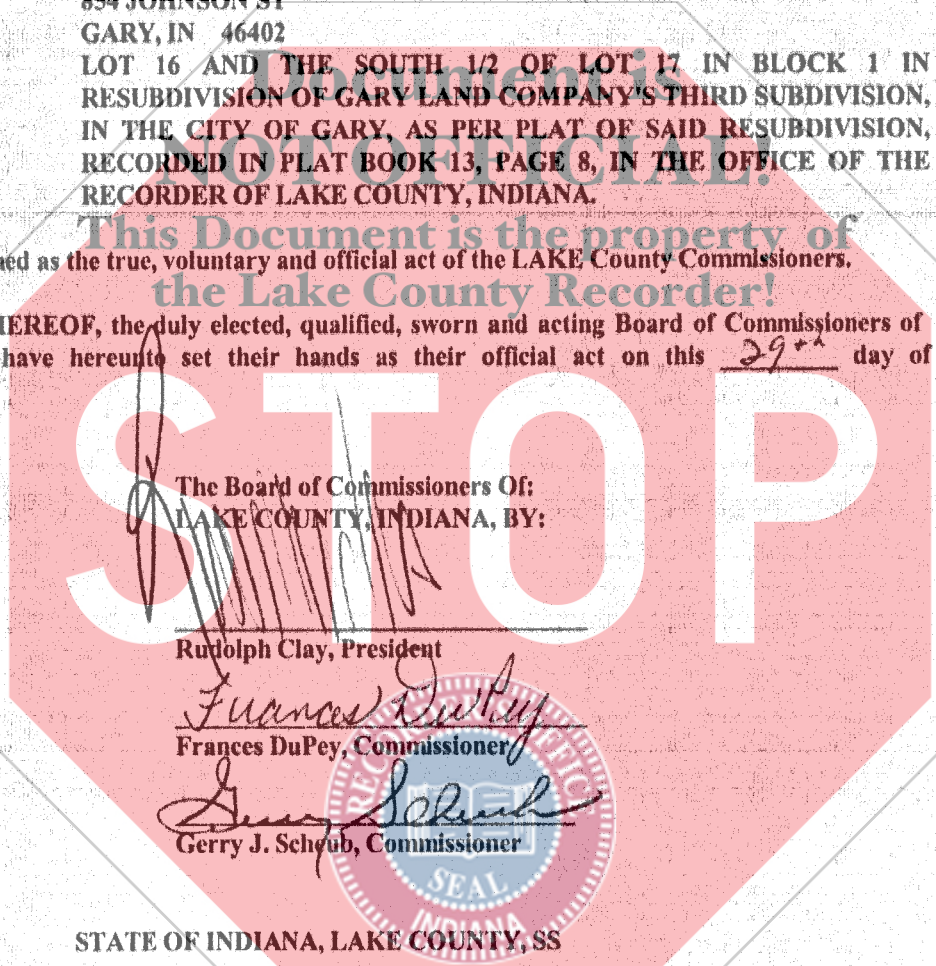 854 JOHNSON ST
GARY, IN 46402
LOT 16 AND THE SOUTH 1/2 OF LOT 17 IN BLOCK 1 IN
RESUBDIVISION OF GARY LAND COMPANY'S THIRD SUBDIVISION,
IN THE CITY OF GARY, AS PER PLAT OF SAID RESUBDIVISION,
RECORDED IN PLAT BOOK 13, PAGE 8, IN THE OFFICE OF THE
RECORDER OF LAKE COUNTY, INDIANA.
Document is
NOT OFFICIAL!
This Document is the property of
the Lake County Recorder!
as the true, voluntary and official act of the LAKE County Commissioners.
HEREOF, the duly elected, qualified, sworn and acting Board of Commissioners of
have hereunto set their hands as their official act on this 29th day of
STOP
The Board of Commissioners Of:
LAKE COUNTY, INDIANA, BY:
Rudolph Clay, President
Frances DuPey
Frances DuPey, Commissioner
Gerry Scheub
Gerry J. Scheub, Commissioner
SEAL
INDIANA
STATE OF INDIANA, LAKE COUNTY, SS